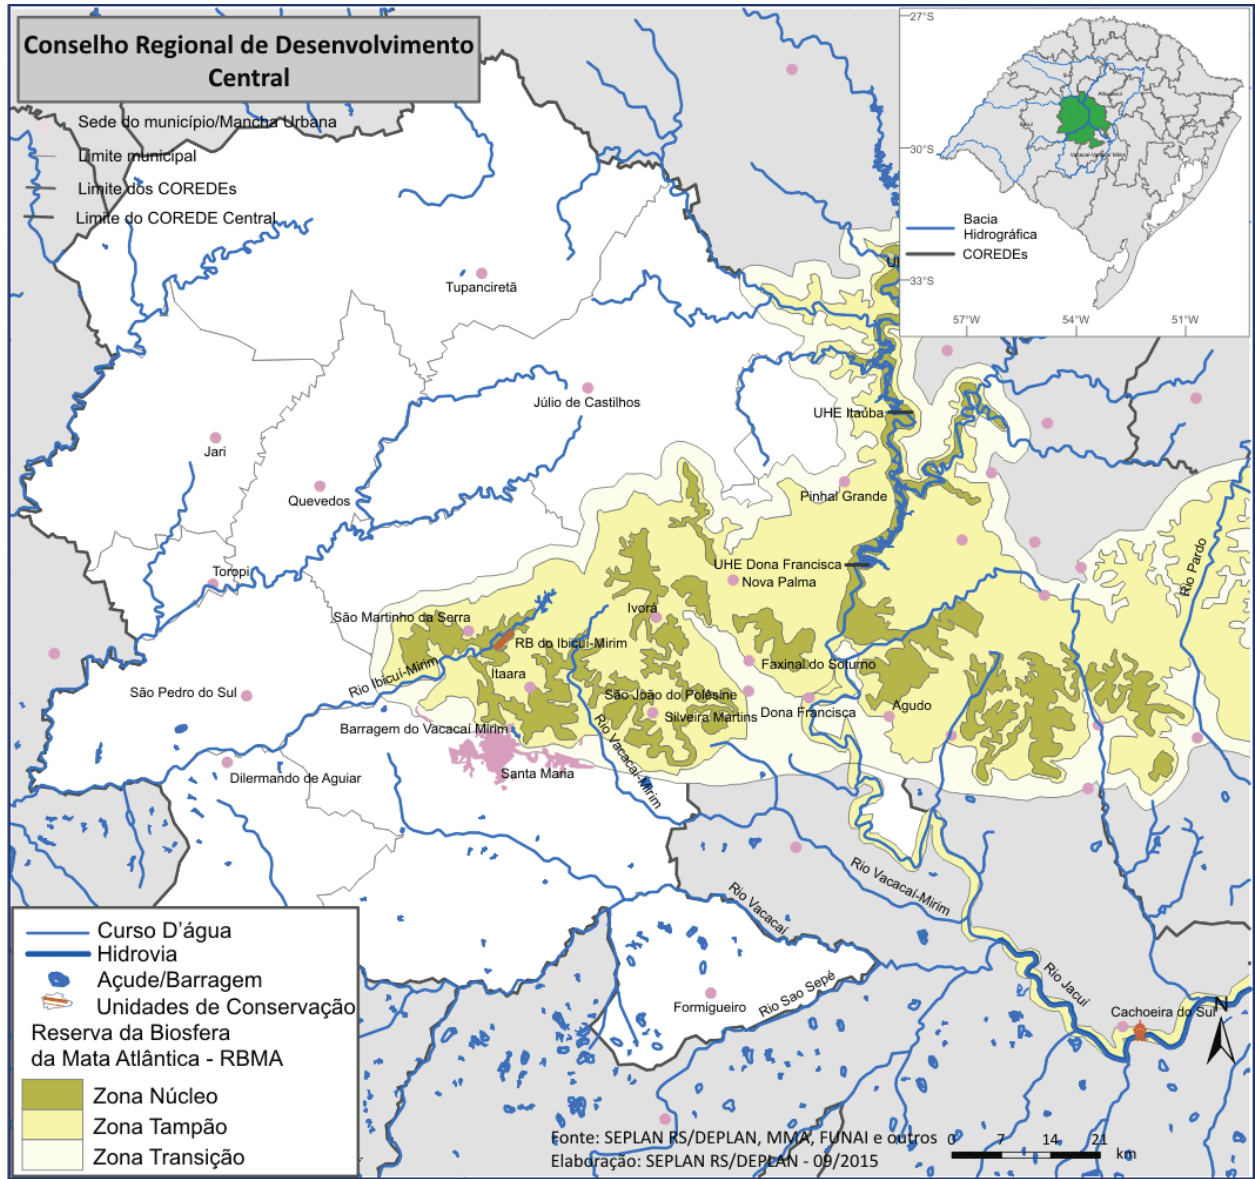 Conselho Regional de Desenvolvimento
Central
Sede do município/Mancha Urbana
Limite municipal
Limite dos COREDEs
Limite do COREDE Central
27°S
30°S
33°S
57°W
54°W
51°W
Bacia
Hidrográfica
COREDEs
Tupanciretã
Júlio de Castilhos
UHE Itaúba
Jari
Quevedos
Pinhal Grande
Toropi
UHE Dona Francisca
Nova Palma
Rio Pardo
São Martinho da Serra
Ivorá
RB do Ibicuí-Mirim
Rio Ibicuí-Mirim
Itaara
Faxinal do Soturno
São Pedro do Sul
São João do Polêsine
Silveira Martins
Dona Francisca
Agudo
Barragem do Vacacaí Mirim
Rio Vacacaí-Mirim
Santa Maria
Dilermando de Aguiar
Rio Vacacaí-Mirim
Rio Vacacaí
Rio Jacuí
Formigueiro
Rio Sao Sepé
Cachoeira do Sul
N
Curso D'água
Hidrovia
Açude/Barragem
Unidades de Conservação
Reserva da Biosfera
da Mata Atlântica - RBMA
Zona Núcleo
Zona Tampão
Zona Transição
Fonte: SEPLAN RS/DEPLAN, MMA, FUNAI e outros
Elaboração: SEPLAN RS/DEPLAN - 09/2015
0 7 14 21
km